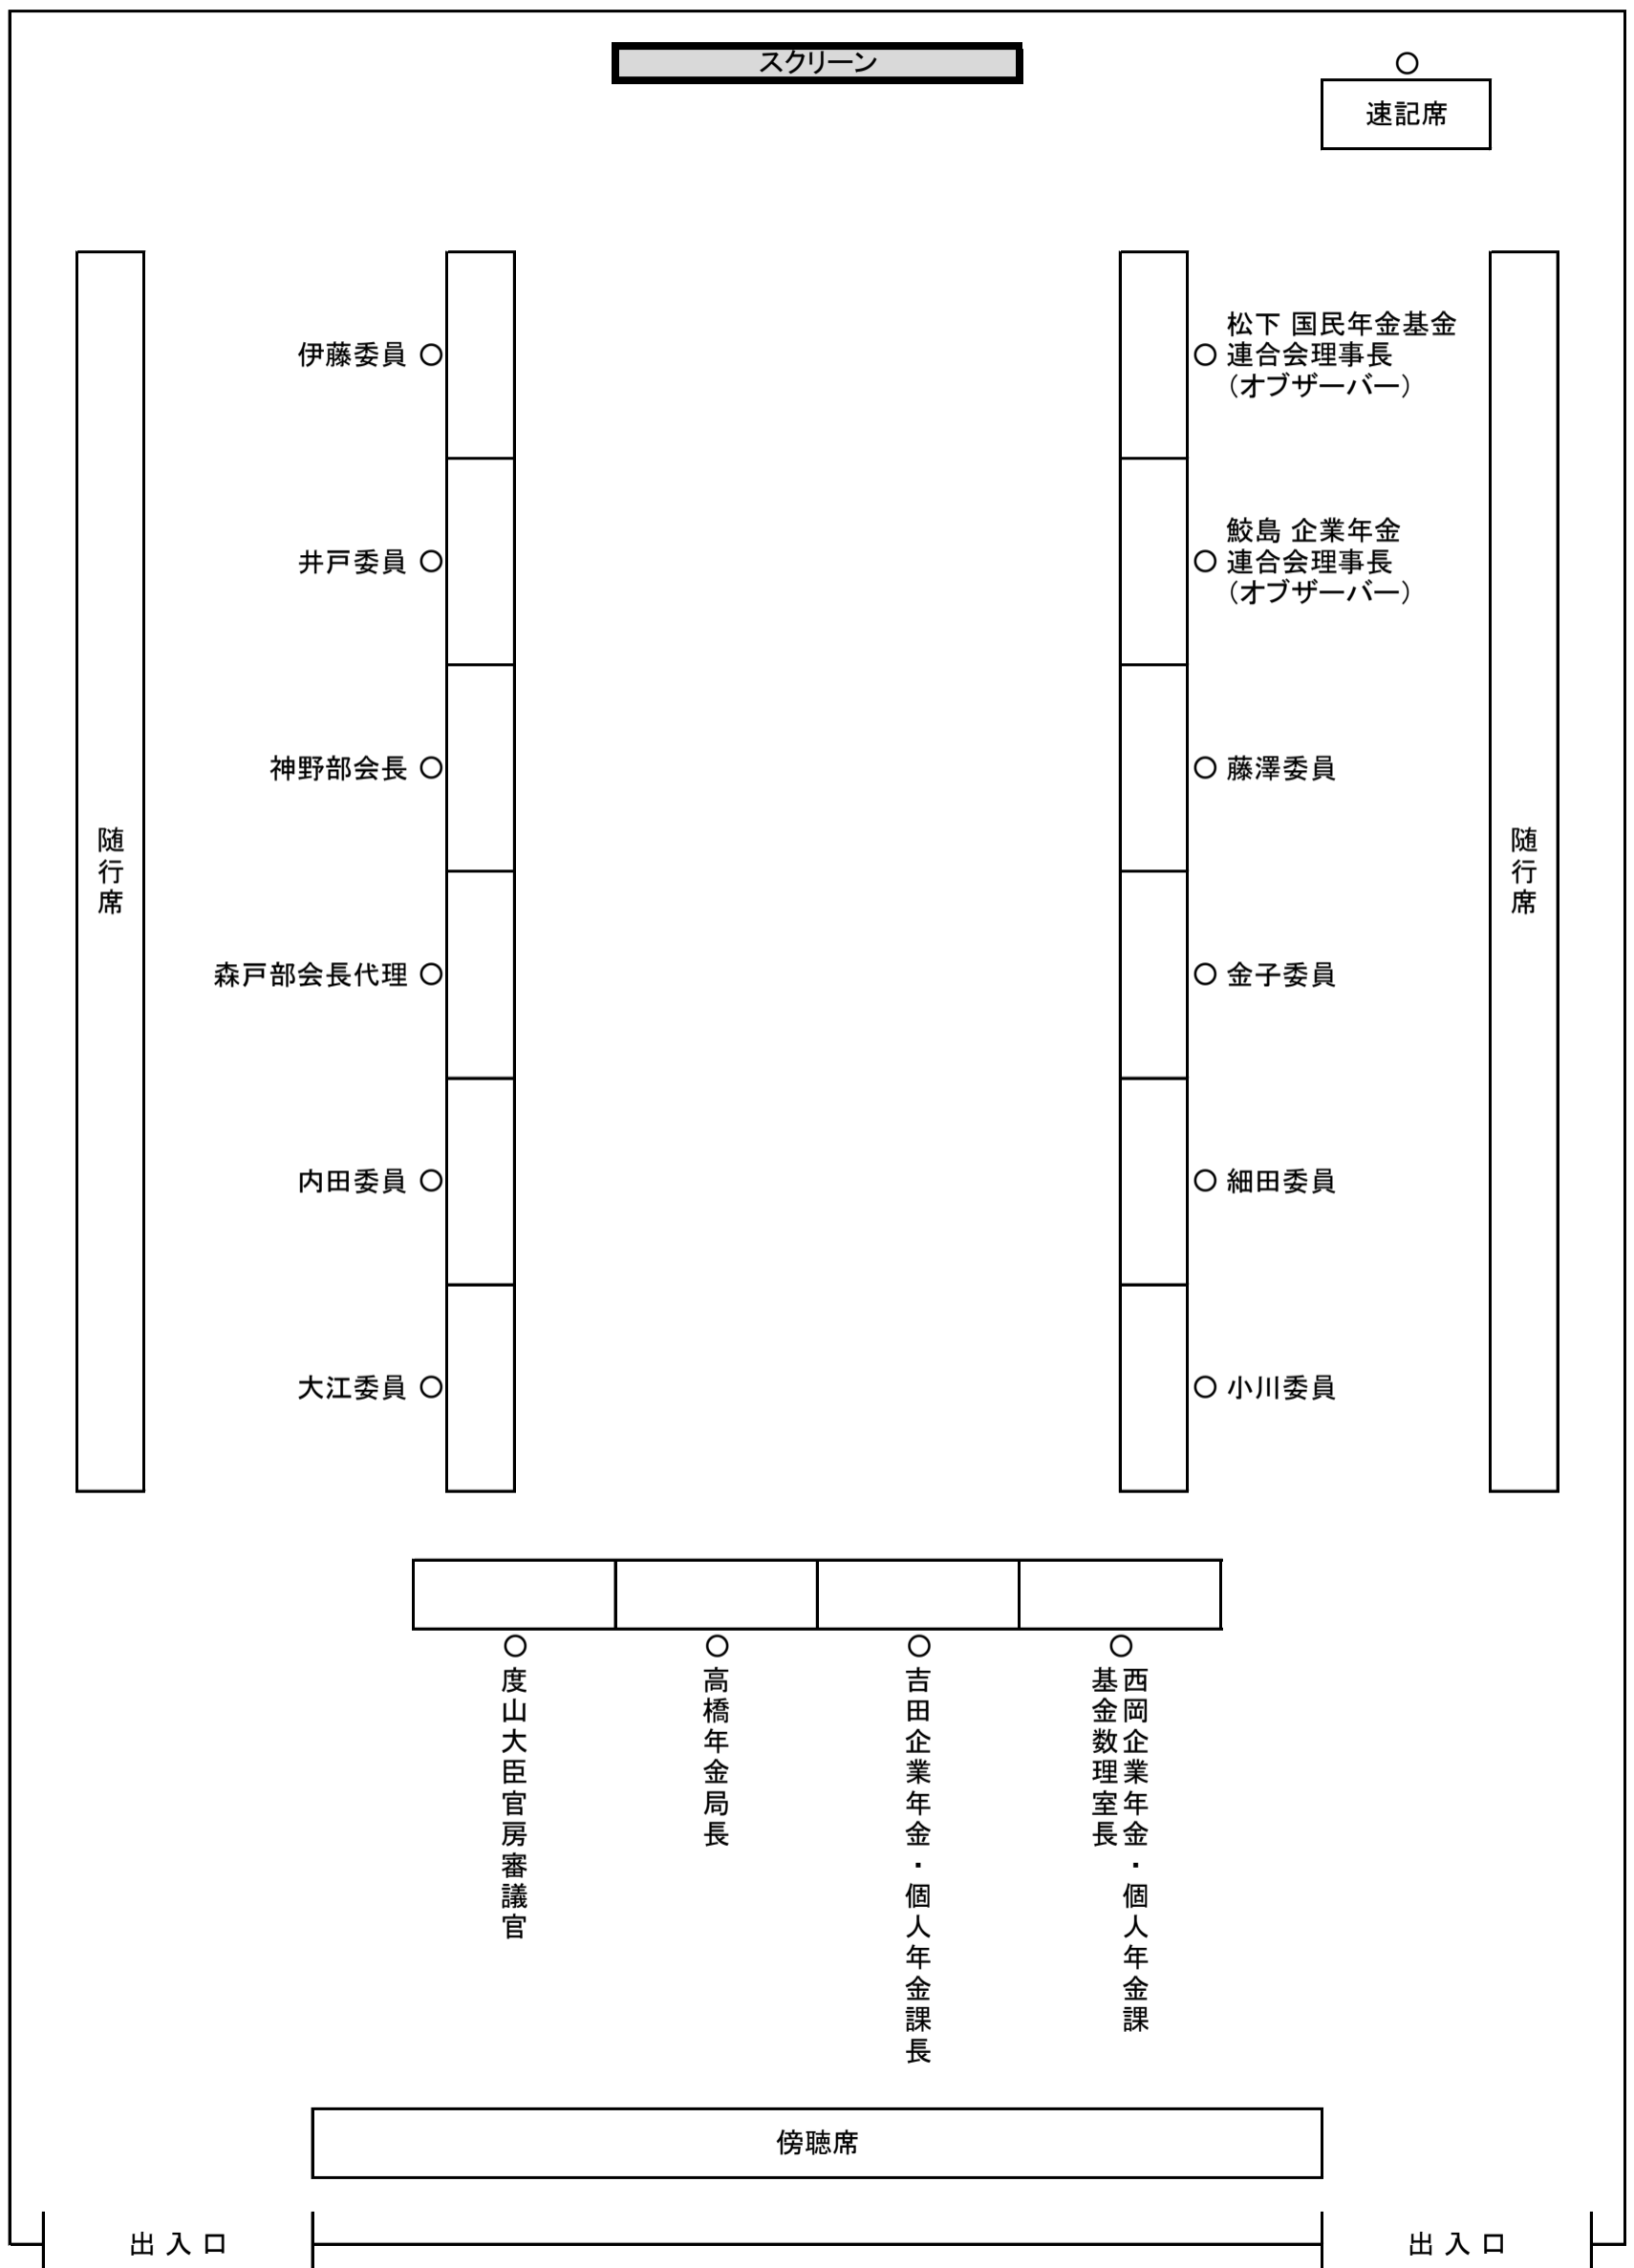 スクリーン
速記席
伊藤委員
松下 国民年金基金
連合会理事長
（オブザーバー）
井戸委員
鮫島 企業年金
連合会理事長
（オブザーバー）
神野部会長
藤澤委員
随行席
随行席
森戸部会長代理
金子委員
内田委員
細田委員
大江委員
小川委員
度山大臣官房審議官
高橋年金局長
吉田企業年金・個人年金課長
西岡企業年金・個人年金課
基金数理室長
傍聴席
出入口
出入口